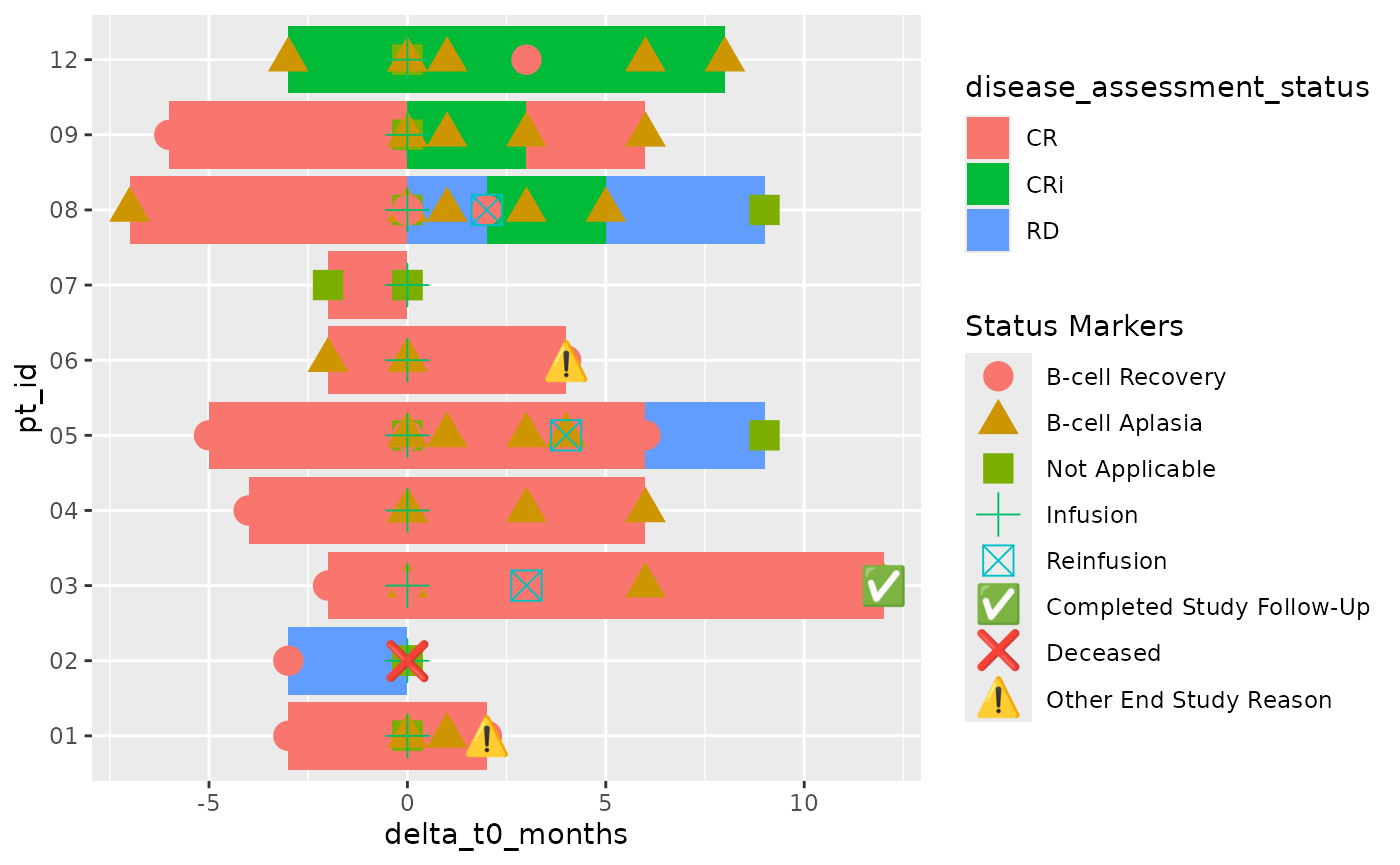 12
09
08
07
06
05
04
03
02
01
pt_id
-5
0
5
10
delta_t0_months
disease_assessment_status
CR
CRi
RD
Status Markers
B-cell Recovery
B-cell Aplasia
Not Applicable
Infusion
Reinfusion
Completed Study Follow-Up
Deceased
Other End Study Reason